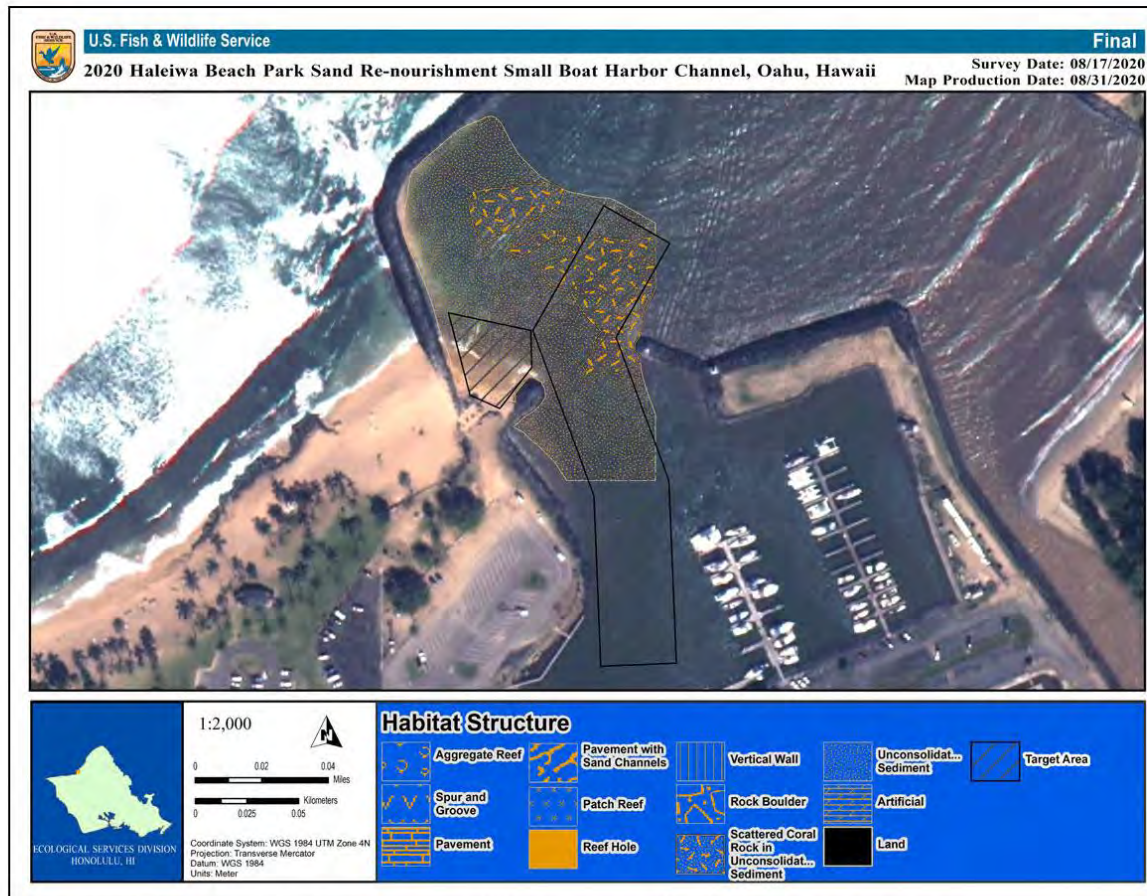 U.S.
FISH & WILDLIFE
SERVICE
U.S. Fish & Wildlife Service
Final
2020 Haleiwa Beach Park Sand Re-nourishment Small Boat Harbor Channel, Oahu, Hawaii
Survey Date: 08/17/2020
Map Production Date: 08/31/2020
ECOLOGICAL SERVICES DIVISION
HONOLULU, HI
1:2,000
N
0 0.02 0.04
Miles
Kilometers
0 0.025 0.05
Coordinate System: WGS 1984 UTM Zone 4N
Projection: Transverse Mercator
Datum: WGS 1984
Units: Meter
Habitat Structure
Aggregate Reef
Spur and
Groove
Pavement
Pavement with
Sand Channels
Patch Reef
Reef Hole
Vertical Wall
Rock Boulder
Scattered Coral
Rock in
Unconsolidat...
Sediment
Unconsolidat...
Sediment
Artificial
Land
Target Area